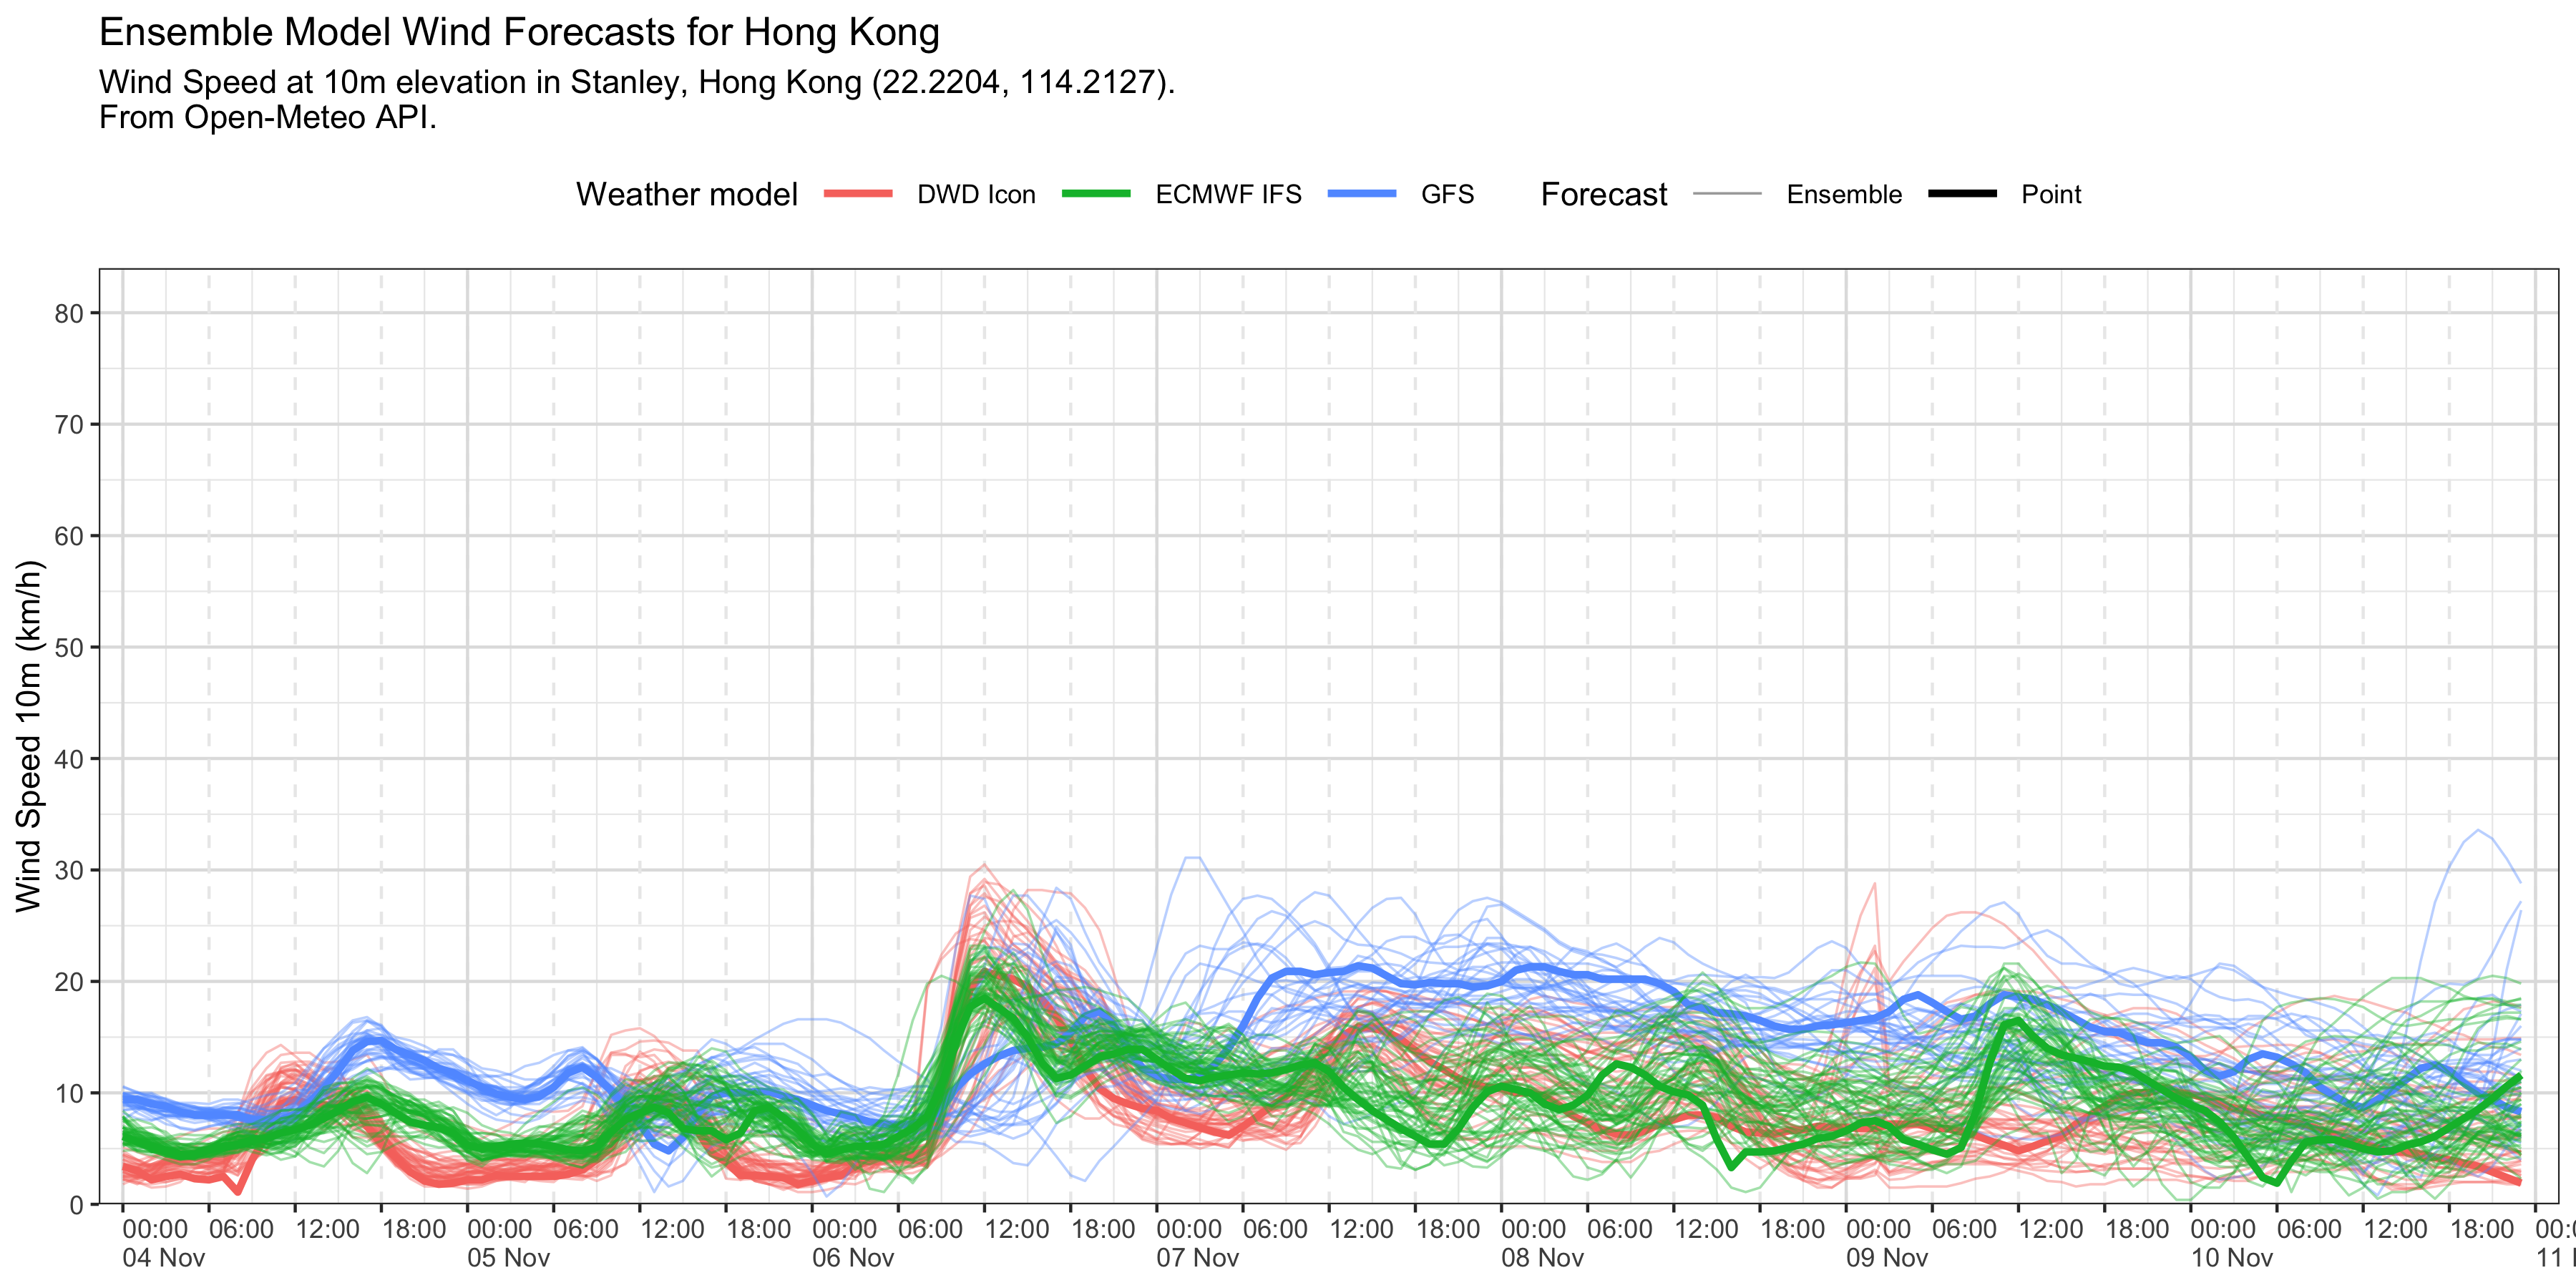 Ensemble Model Wind Forecasts for Hong Kong
Wind Speed at 10m elevation in Stanley, Hong Kong (22.2204, 114.2127).
From Open-Meteo API.
Weather model DWD Icon ECMWF IFS GFS Forecast Ensemble Point
Wind Speed 10m (km/h)
80
70
60
50
40
30
20
10
0
00:00 06:00 12:00 18:00 00:00 06:00 12:00 18:00 00:00 06:00 12:00 18:00 00:00 06:00 12:00 18:00 00:00 06:00 12:00 18:00 00:00 06:00 12:00 18:00 00:00 06:00 12:00 18:00
04 Nov 05 Nov 06 Nov 07 Nov 08 Nov 09 Nov 10 Nov 11